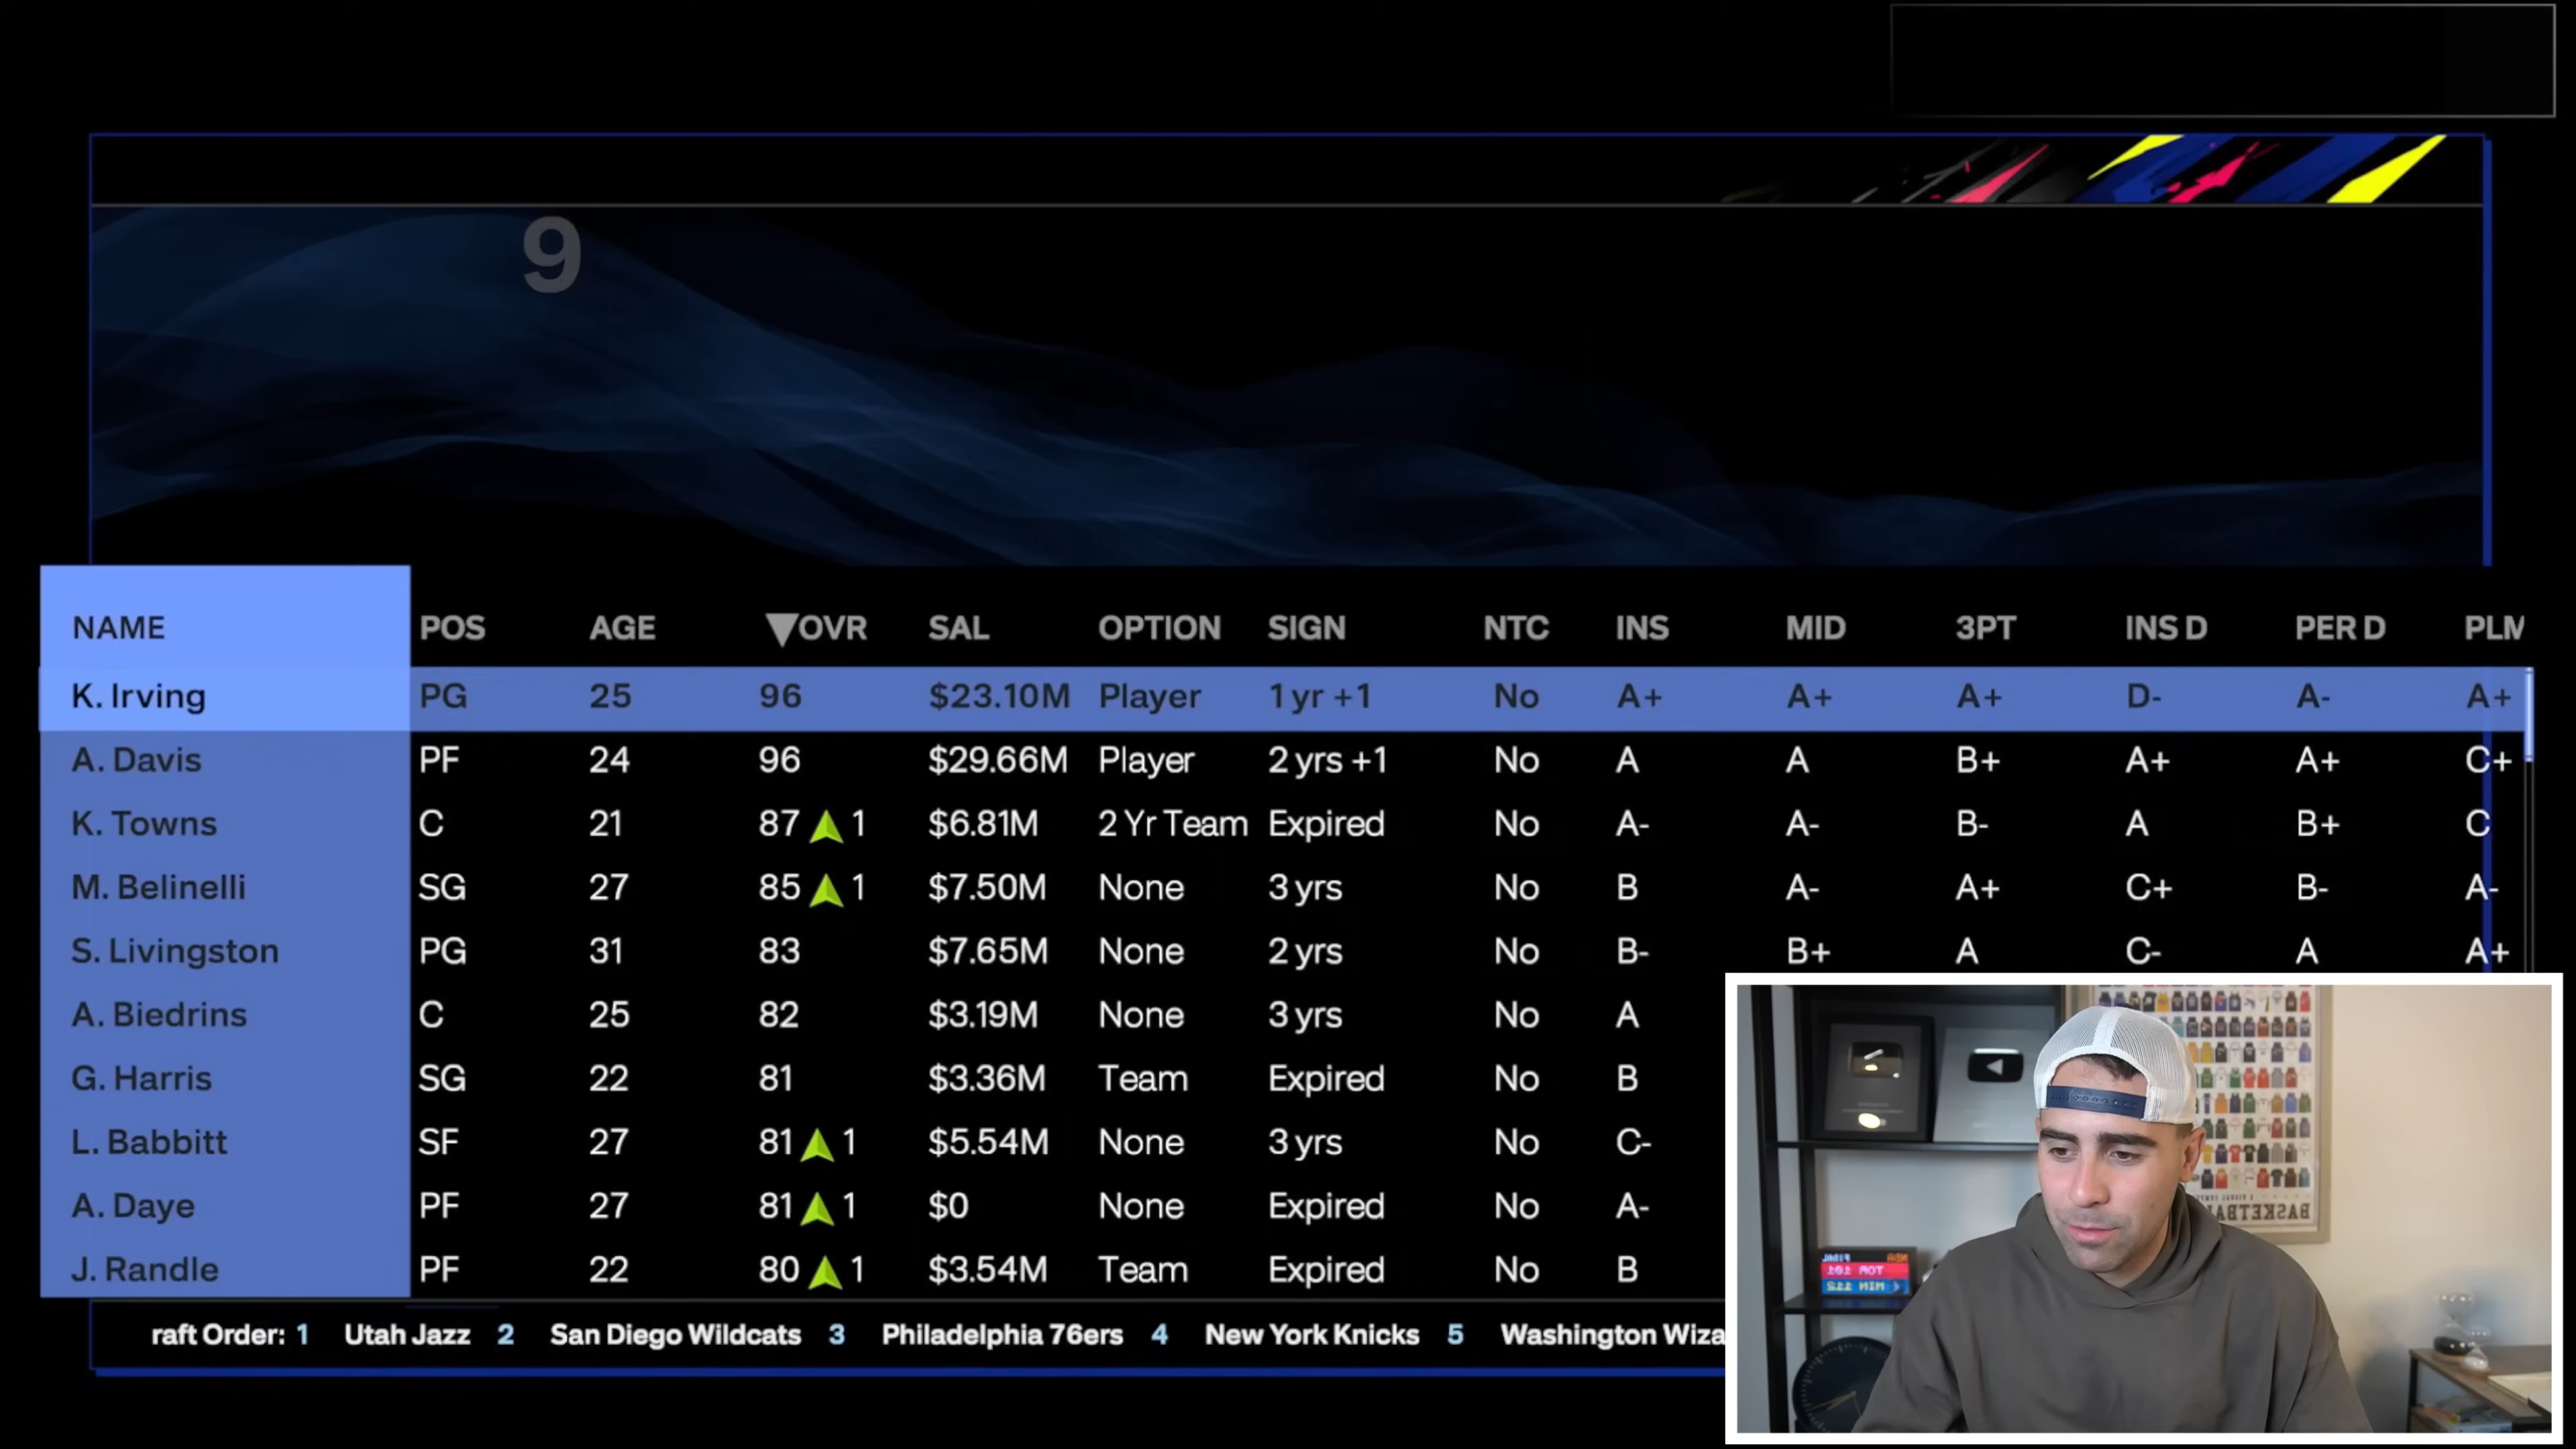 9
NAME POS AGE ▼OVR SAL OPTION SIGN NTC INS MID 3PT INS D PER D PLM
K. Irving PG 25 96 $23.10M Player 1 yr +1 No A+ A+ A+ D- A- A+
A. Davis PF 24 96 $29.66M Player 2 yrs +1 No A A B+ A+ A+ C+
K. Towns C 21 87 ▲ 1 $6.81M 2 Yr Team Expired No A- A- B- A B+ C
M. Belinelli SG 27 85 ▲ 1 $7.50M None 3 yrs No B A- A+ C+ B- A-
S. Livingston PG 31 83 $7.65M None 2 yrs No B- B+ A C- A A+
A. Biedrins C 25 82 $3.19M None 3 yrs No A
G. Harris SG 22 81 $3.36M Team Expired No B
L. Babbitt SF 27 81 ▲ 1 $5.54M None 3 yrs No C-
A. Daye PF 27 81 ▲ 1 $0 None Expired No A-
J. Randle PF 22 80 ▲ 1 $3.54M Team Expired No B
raft Order: 1 Utah Jazz 2 San Diego Wildcats 3 Philadelphia 76ers 4 New York Knicks 5 Washington Wiza
BASKETBAL
FINAL
TOR 101
MIN 112